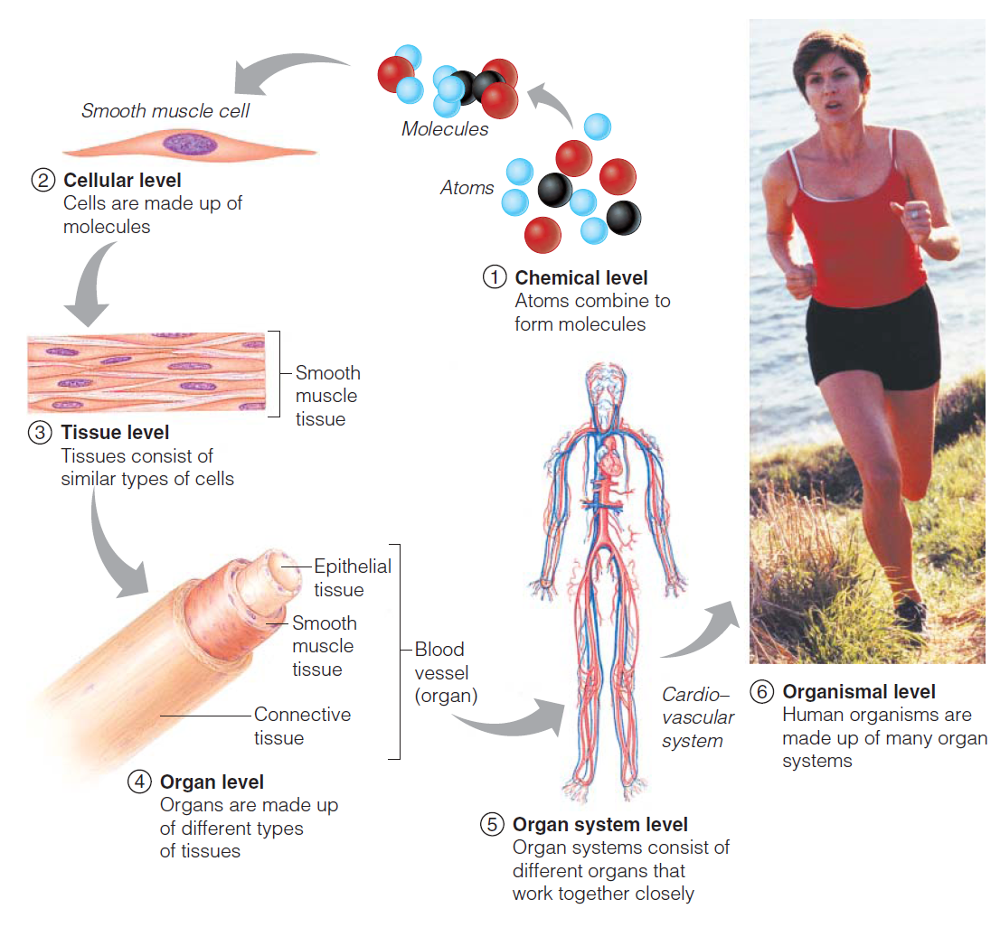 Molecules
Atoms
① Chemical level
Atoms combine to
form molecules
Smooth muscle cell
② Cellular level
Cells are made up of
molecules
Smooth
muscle
tissue
③ Tissue level
Tissues consist of
similar types of cells
Epithelial
tissue
Smooth
muscle
tissue
Connective
tissue
Blood
vessel
(organ)
④ Organ level
Organs are made up
of different types
of tissues
Cardio–
vascular
system
⑤ Organ system level
Organ systems consist of
different organs that
work together closely
⑥ Organismal level
Human organisms are
made up of many organ
systems